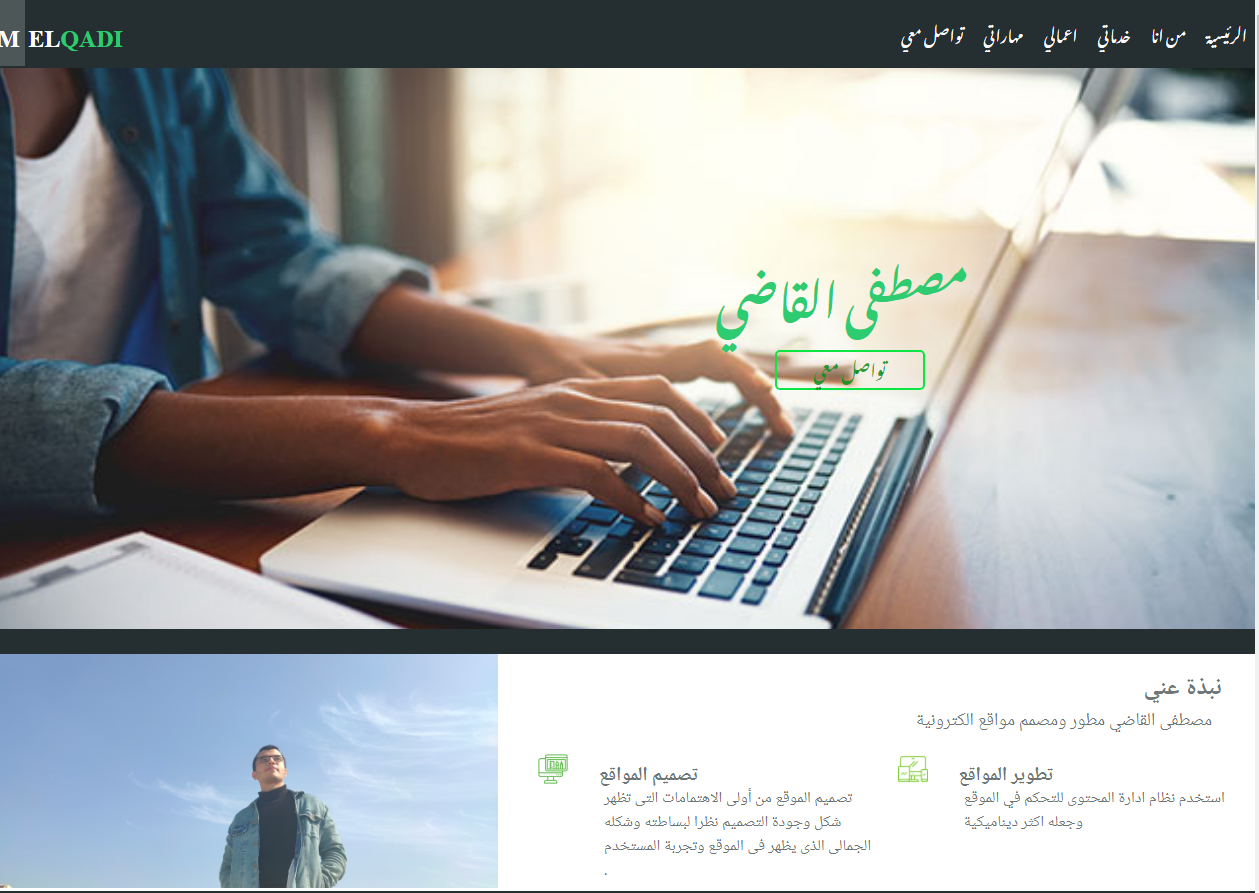 M ELQADI
الرئيسية من انا خدماتي اعمالي مهاراتي تواصل معي
مصطفى القاضي
تواصل معي
نبذة عني
مصطفى القاضي مطور ومصمم مواقع الكترونية
تطوير المواقع
استخدم نظام ادارة المحتوى للتحكم في الموقع
وجعله اكثر ديناميكية
تصميم المواقع
تصميم الموقع من أولى الاهتمامات التى تظهر
شكل وجودة التصميم نظرا لبساطته وشكله
الجمالى الذى يظهر فى الموقع وتجربة المستخدم
.